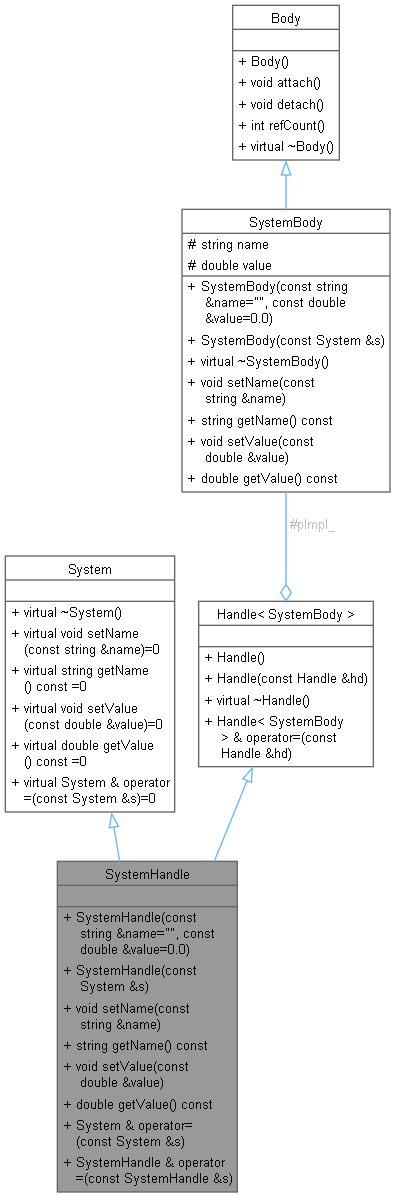 Body
+ Body()
+ void attach()
+ void detach()
+ int refCount()
+ virtual ~Body()
SystemBody
# string name
# double value
+ SystemBody(const string
&name="", const double
&value=0.0)
+ SystemBody(const System &s)
+ virtual ~SystemBody()
+ void setName(const
string &name)
+ string getName() const
+ void setValue(const
double &value)
+ double getValue() const
#pImpl_
System
+ virtual ~System()
+ virtual void setName
(const string &name)=0
+ virtual string getName
() const =0
+ virtual void setValue
(const double &value)=0
+ virtual double getValue
() const =0
+ virtual System & operator
=(const System &s)=0
Handle< SystemBody >
+ Handle()
+ Handle(const Handle &hd)
+ virtual ~Handle()
+ Handle< SystemBody
> & operator=(const
Handle &hd)
SystemHandle
+ SystemHandle(const
string &name="", const
double &value=0.0)
+ SystemHandle(const
System &s)
+ void setName(const
string &name)
+ string getName() const
+ void setValue(const
double &value)
+ double getValue() const
+ System & operator=
(const System &s)
+ SystemHandle & operator
=(const SystemHandle &s)